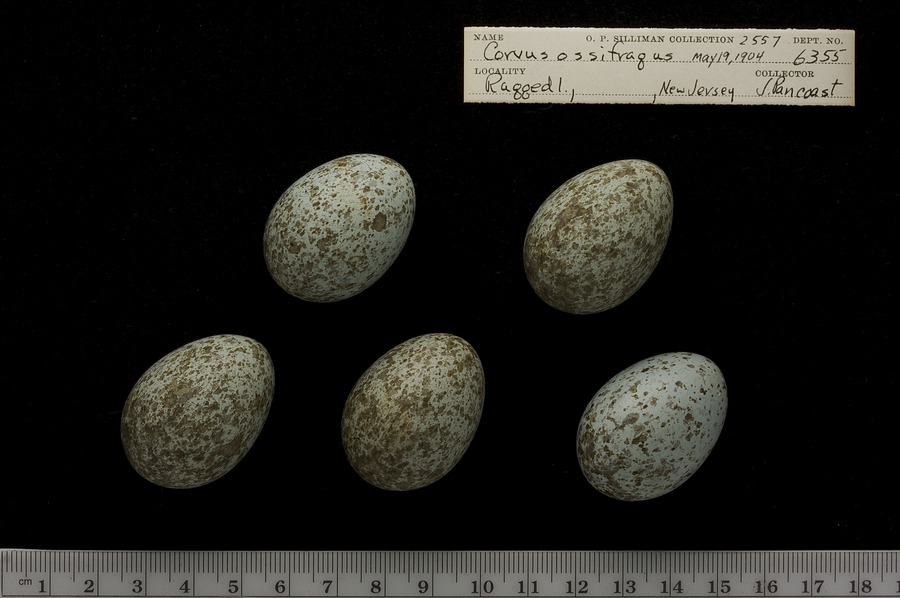 NAME O. P. SILLIMAN COLLECTION 2557 DEPT. NO.
Corvus ossifragus May 19, 1904 6355
LOCALITY COLLECTOR
Ragged I., , New Jersey J. Pancoast
cm 1 2 3 4 5 6 7 8 9 10 11 12 13 14 15 16 17 18